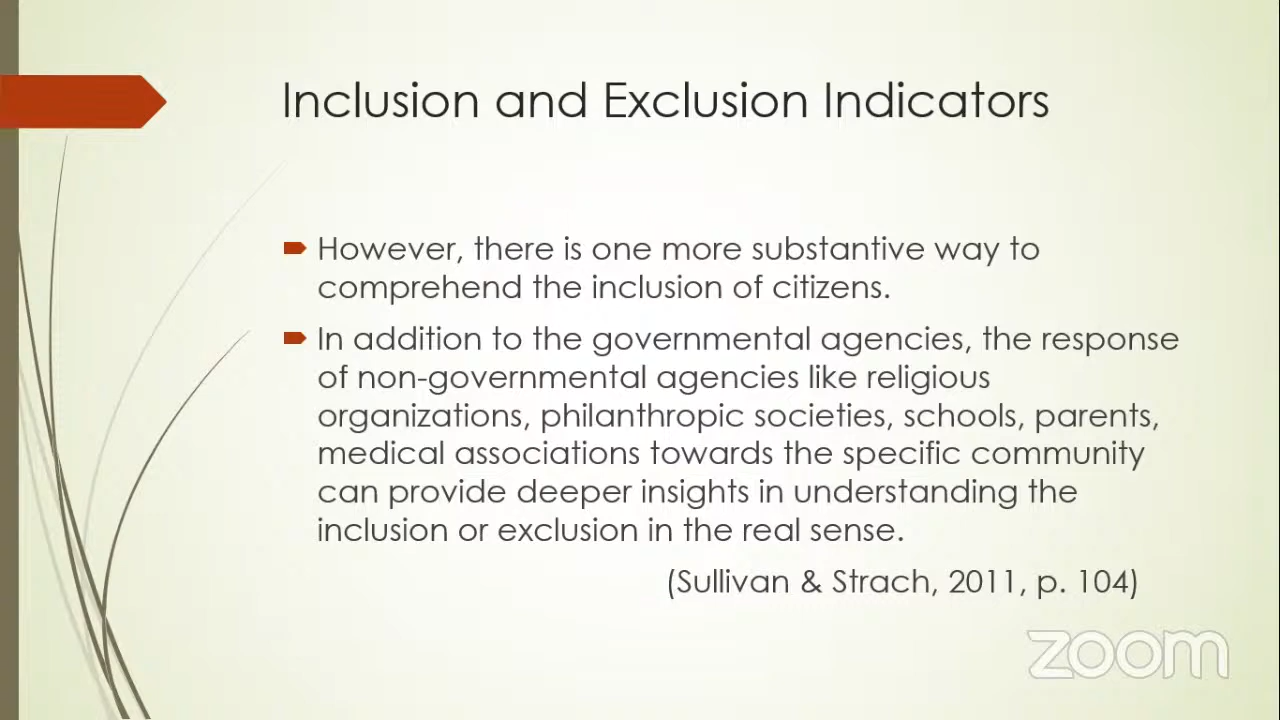 Inclusion and Exclusion Indicators
However, there is one more substantive way to
comprehend the inclusion of citizens.
In addition to the governmental agencies, the response
of non-governmental agencies like religious
organizations, philanthropic societies, schools, parents,
medical associations towards the specific community
can provide deeper insights in understanding the
inclusion or exclusion in the real sense.
(Sullivan & Strach, 2011, p. 104)
zoom